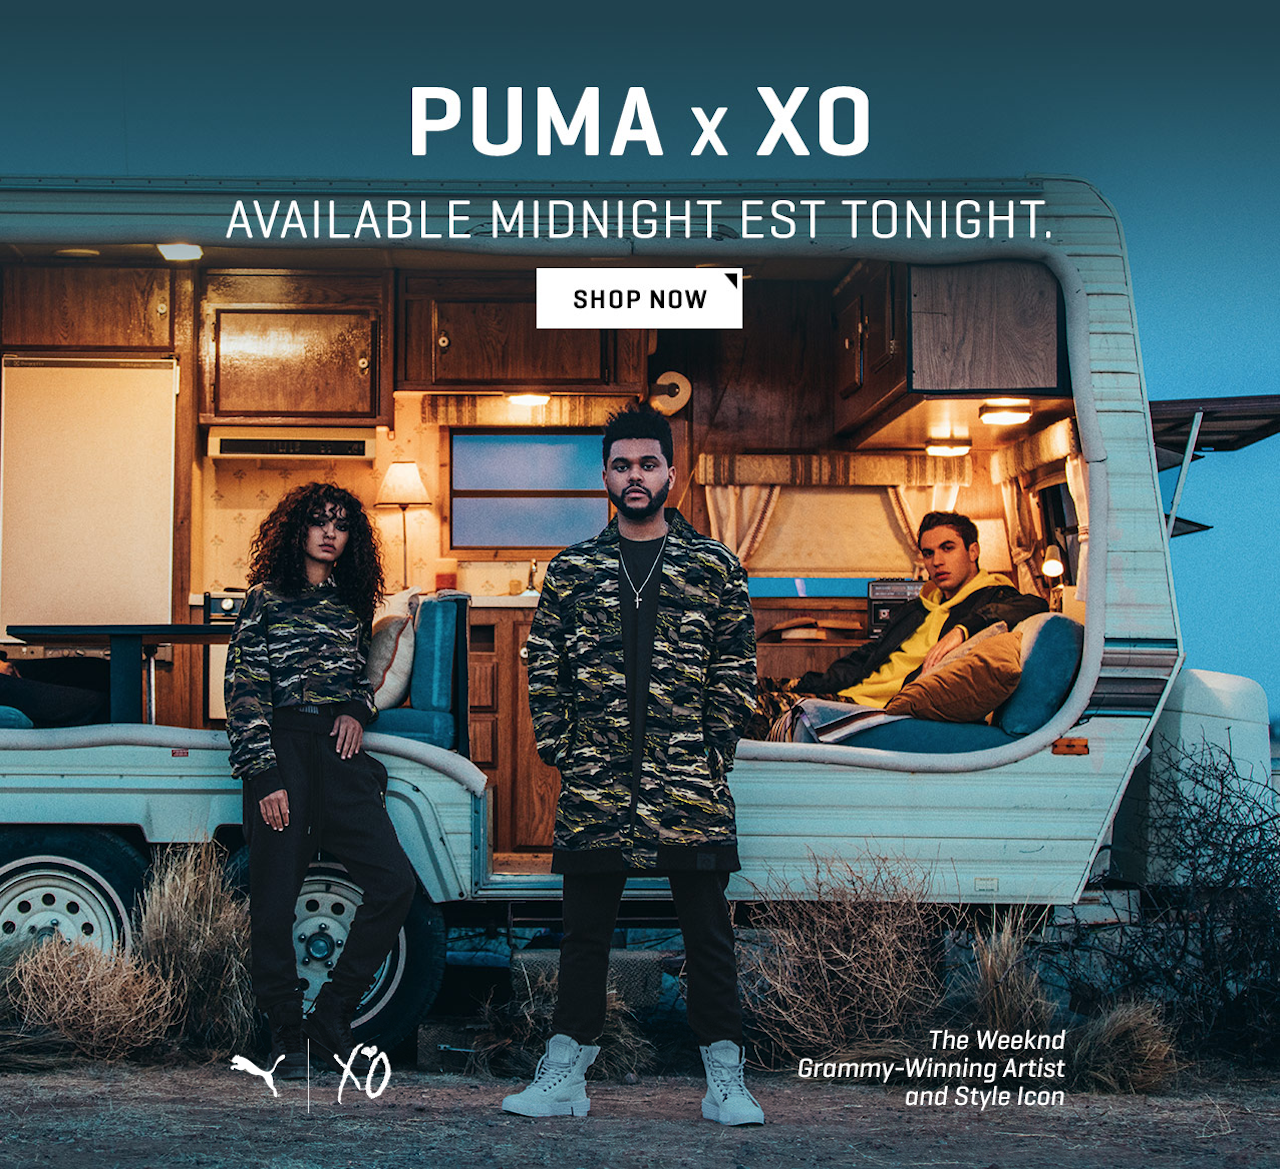 PUMA x XO
AVAILABLE MIDNIGHT EST TONIGHT.
SHOP NOW
XO
The Weeknd
Grammy-Winning Artist
and Style Icon